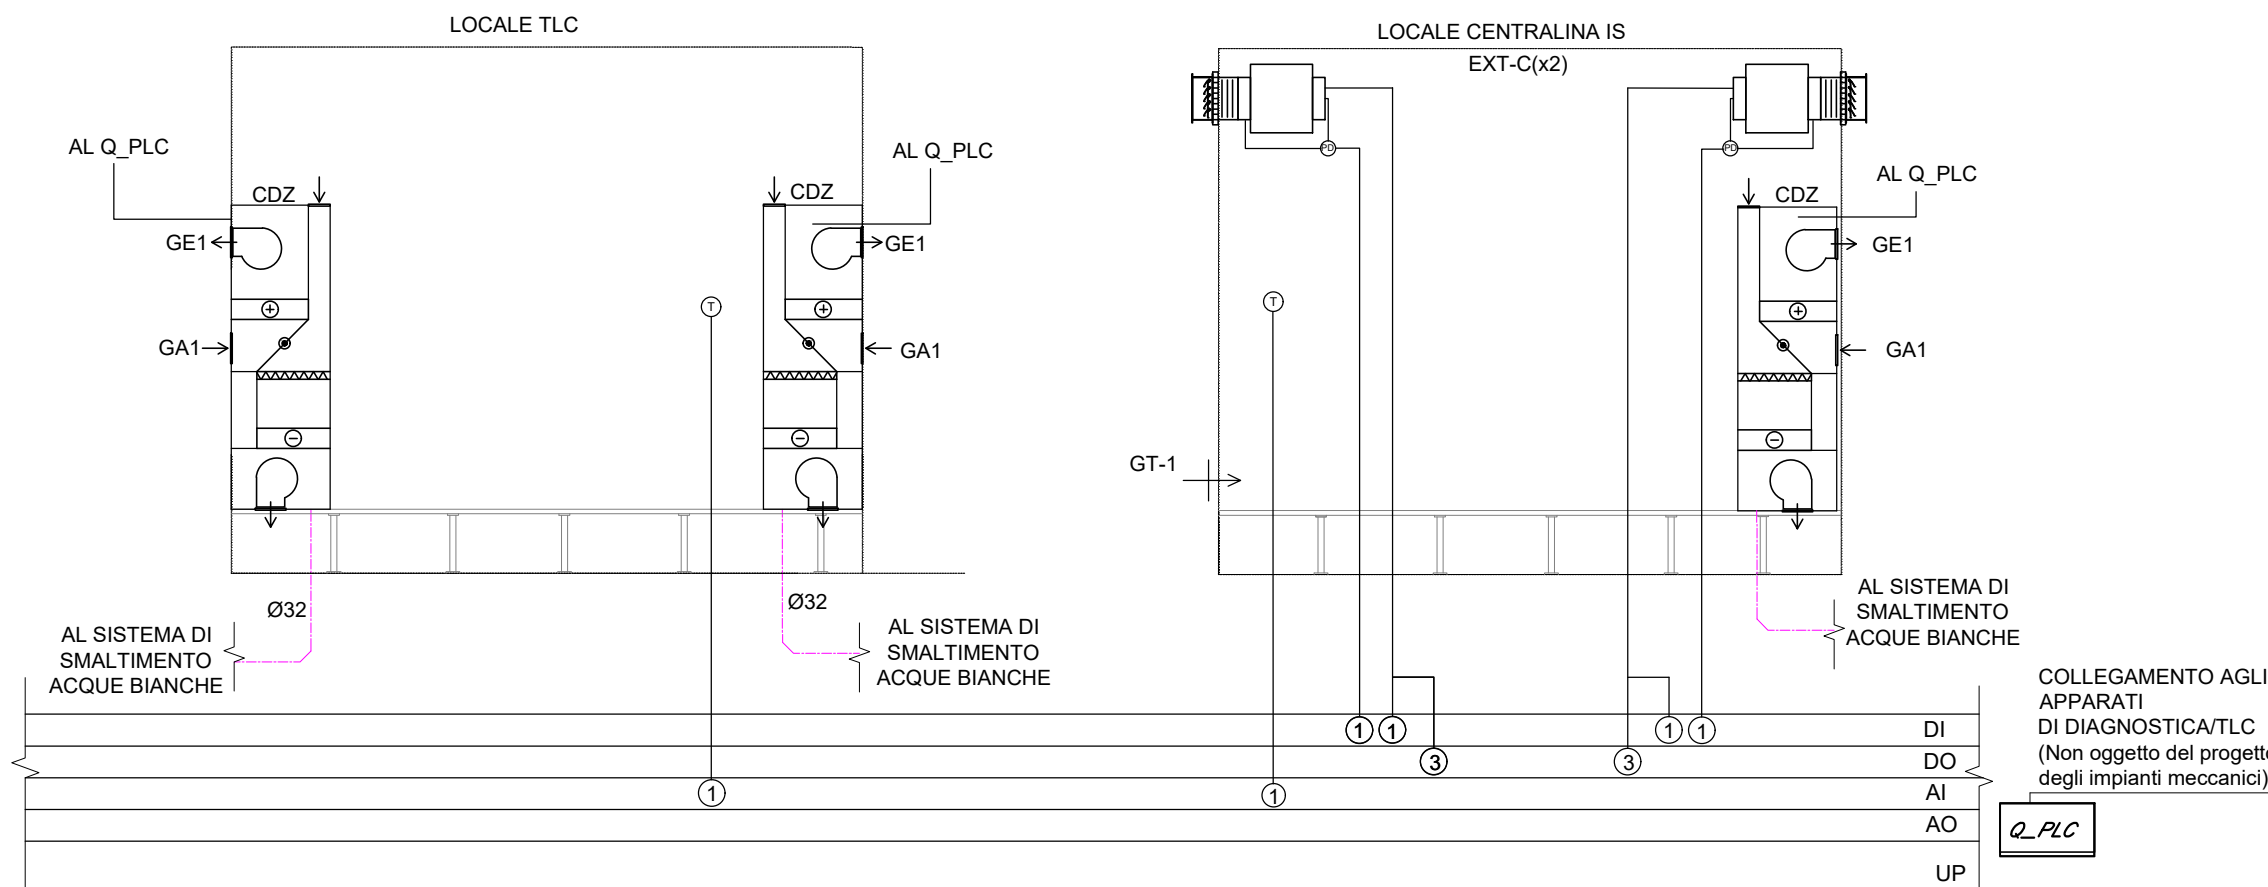 LOCALE TLC
LOCALE CENTRALINA IS
EXT-C(x2)
AL Q_PLC
AL Q_PLC
AL Q_PLC
CDZ
CDZ
CDZ
PD
PD
GE1
GE1
GE1
T
T
GA1
GA1
GA1
GT-1
Ø32
Ø32
AL SISTEMA DI
SMALTIMENTO
ACQUE BIANCHE
AL SISTEMA DI
SMALTIMENTO
ACQUE BIANCHE
AL SISTEMA DI
SMALTIMENTO
ACQUE BIANCHE
COLLEGAMENTO AGLI
APPARATI
DI DIAGNOSTICA/TLC
(Non oggetto del progetto
degli impianti meccanici)
1 1 1 1 DI
3 3 DO
1 1 AI
AO
UP
Q_PLC